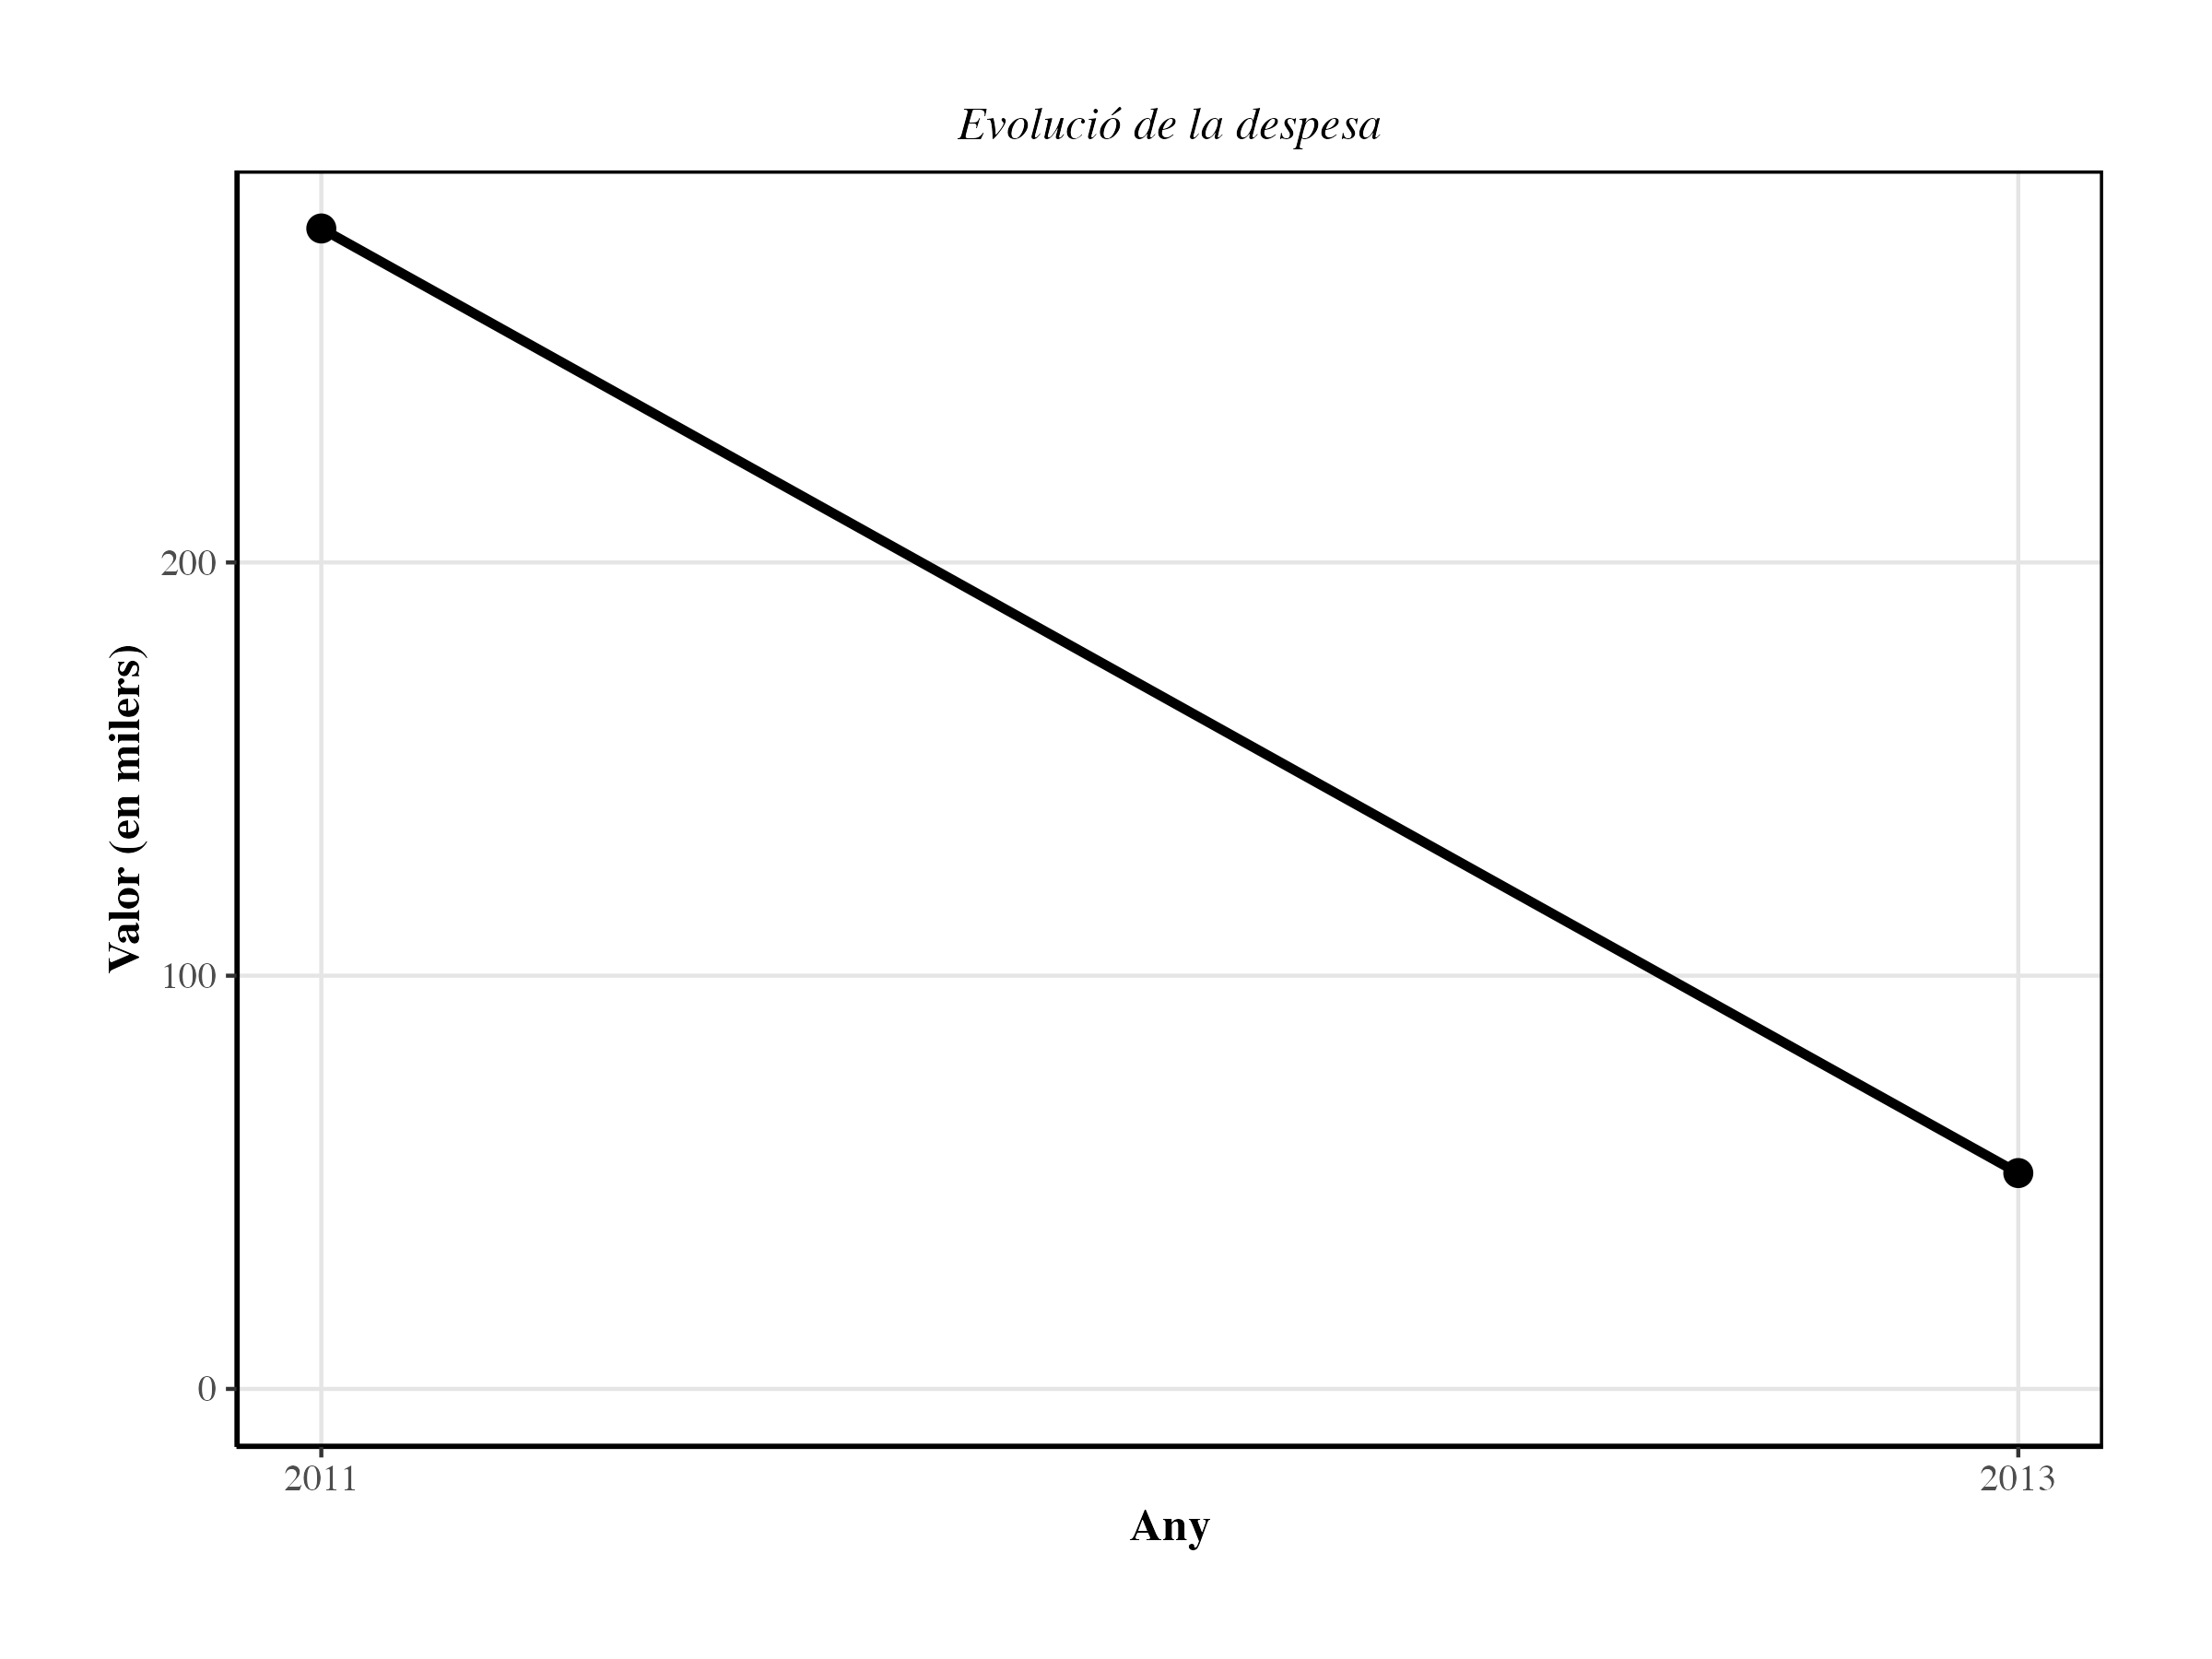 Evolució de la despesa
Valor (en milers)
200
100
0
2011
2013
Any